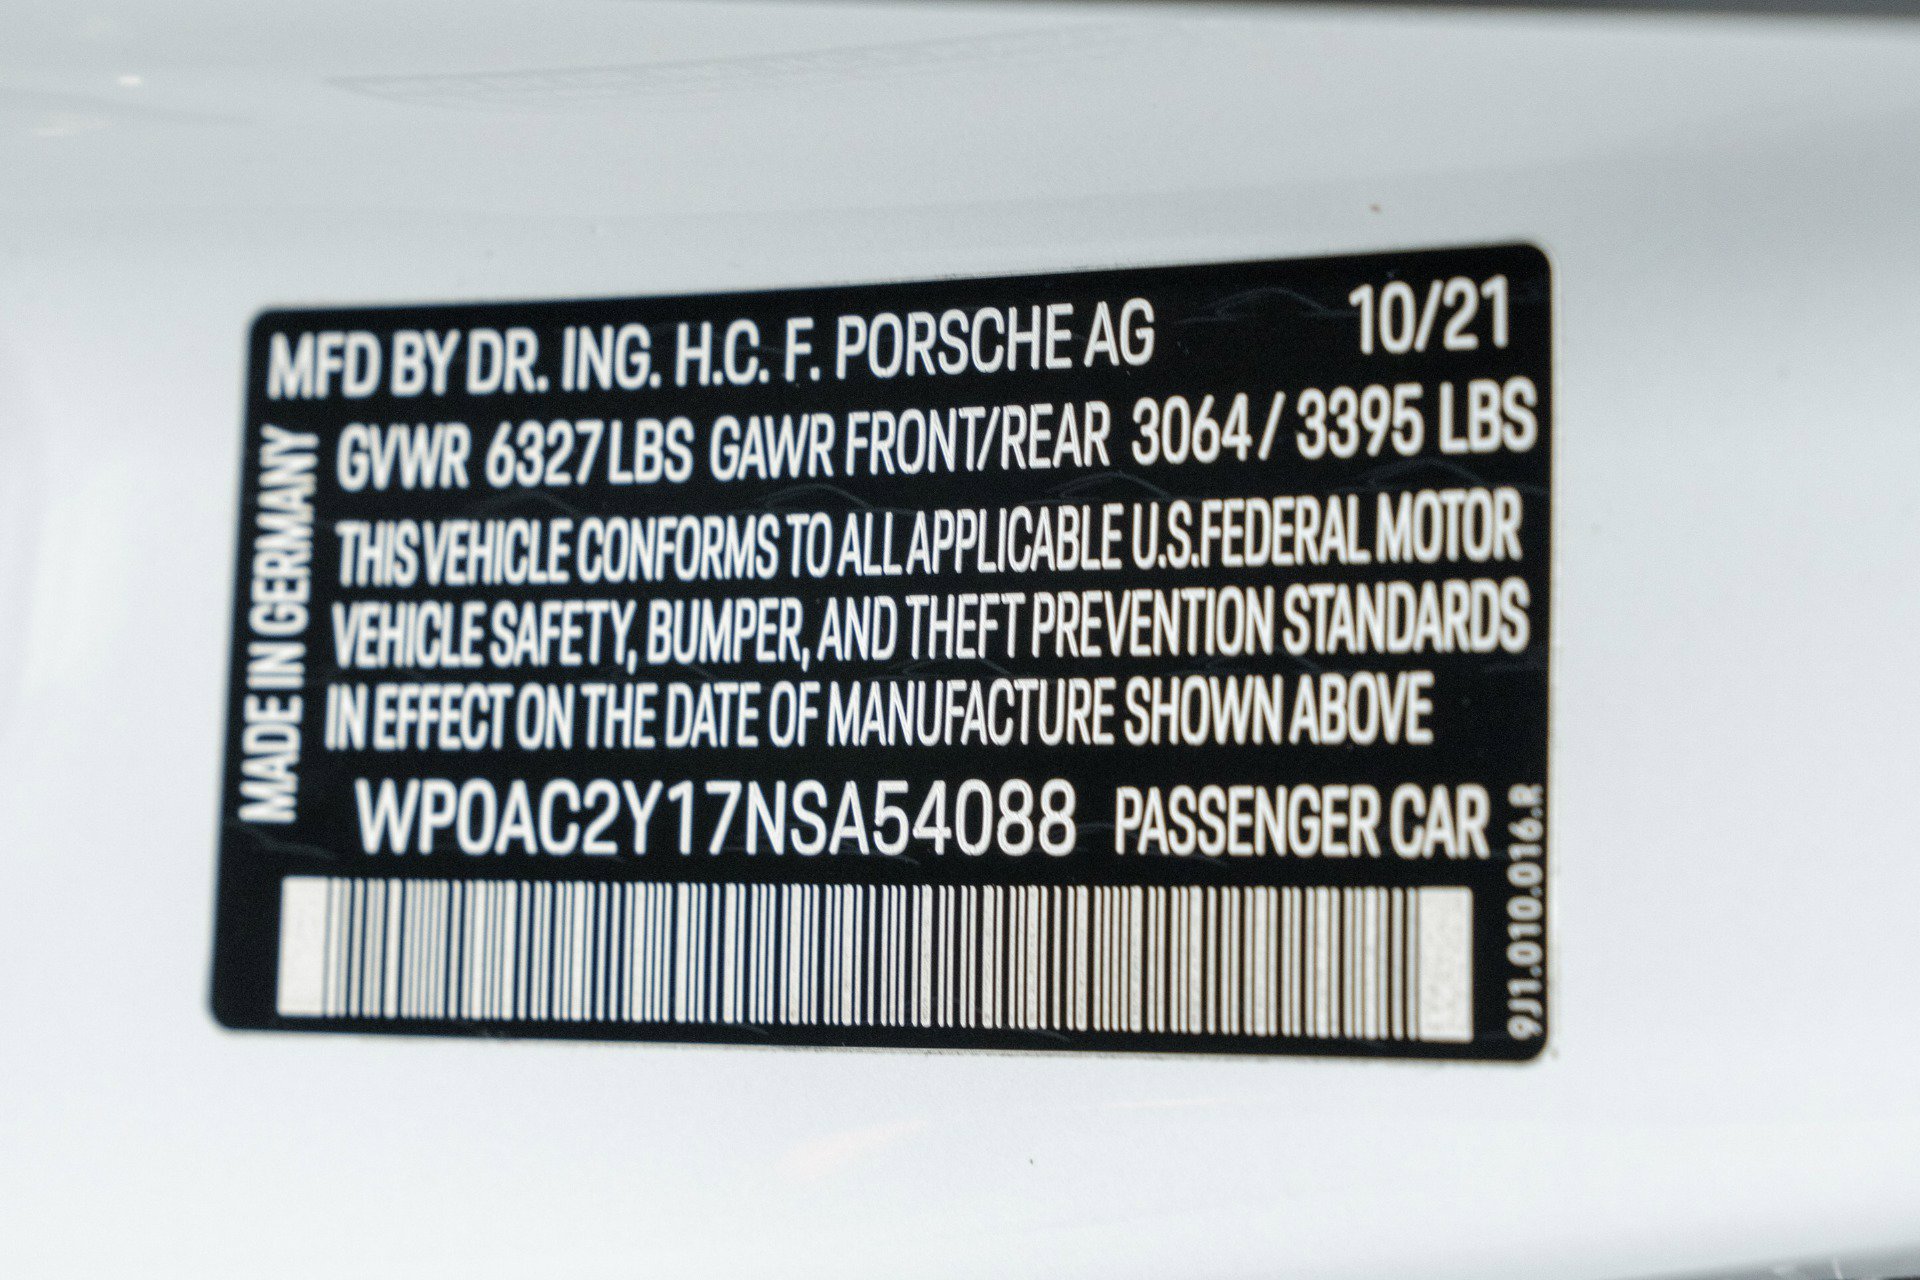 MFD BY DR. ING. H.C. F. PORSCHE AG 10/21
GVWR 6327LBS GAWR FRONT/REAR 3064 / 3395 LBS
THIS VEHICLE CONFORMS TO ALL APPLICABLE U.S.FEDERAL MOTOR
VEHICLE SAFETY, BUMPER, AND THEFT PREVENTION STANDARDS
IN EFFECT ON THE DATE OF MANUFACTURE SHOWN ABOVE
WP0AC2Y17NSA54088 PASSENGER CAR
MADE IN GERMANY
9J1.010.016.R